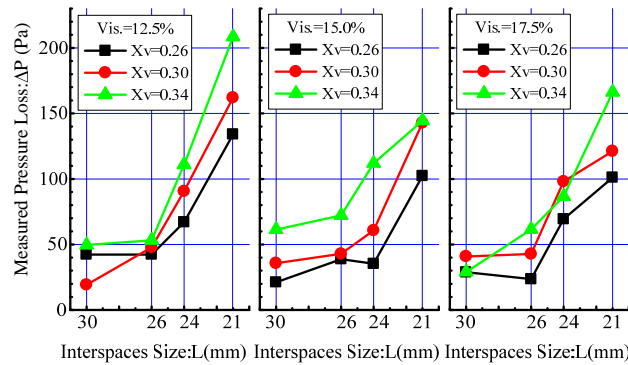 Measured Pressure Loss:ΔP (Pa)
200
150
100
50
0
Vis.=12.5%
Xv=0.26
Xv=0.30
Xv=0.34
30 26 24 21
Interspaces Size:L(mm)
Vis.=15.0%
Xv=0.26
Xv=0.30
Xv=0.34
30 26 24 21
Interspaces Size:L(mm)
Vis.=17.5%
Xv=0.26
Xv=0.30
Xv=0.34
30 26 24 21
Interspaces Size:L(mm)